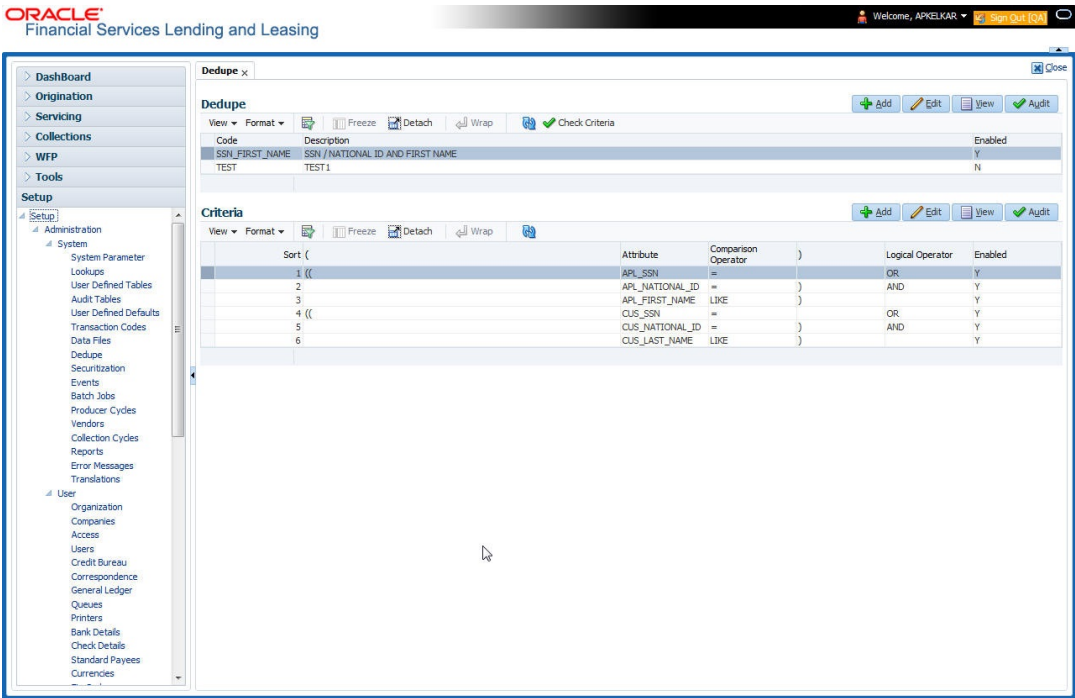 ORACLE
Financial Services Lending and Leasing
Welcome, APKELKAR
Sign Out [QA]
DashBoard
Origination
Servicing
Collections
WFP
Tools
Setup
Setup
Administration
System
System Parameter
Lookups
User Defined Tables
Audit Tables
User Defined Defaults
Transaction Codes
Data Files
Dedupe
Securitization
Events
Batch Jobs
Producer Cycles
Vendors
Collection Cycles
Reports
Error Messages
Translations
User
Organization
Companies
Access
Users
Credit Bureau
Correspondence
General Ledger
Queues
Printers
Bank Details
Check Details
Standard Payees
Currencies
Dedupe x
Close
Dedupe
Add Edit View Audit
View Format Freeze Detach Wrap Check Criteria
Code Description Enabled
SSN_FIRST_NAME SSN / NATIONAL ID AND FIRST NAME Y
TEST TEST1 N
Criteria
Add Edit View Audit
View Format Freeze Detach Wrap
Sort ( Attribute Comparison Operator ) Logical Operator Enabled
1 (( APL_SSN = OR Y
2 APL_NATIONAL_ID = ) AND Y
3 APL_FIRST_NAME LIKE ) Y
4 (( CUS_SSN = OR Y
5 CUS_NATIONAL_ID = ) AND Y
6 CUS_LAST_NAME LIKE ) Y